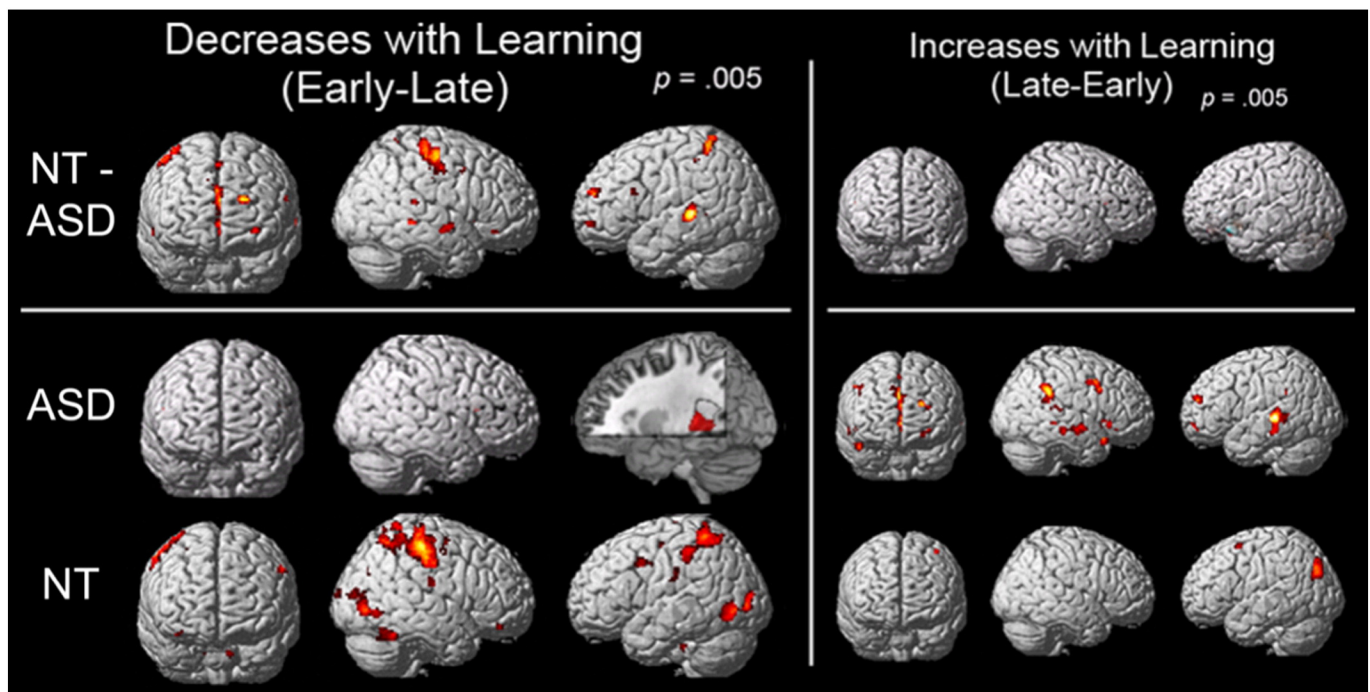 Decreases with Learning
(Early-Late)
p = .005
Increases with Learning
(Late-Early)
p = .005
NT -
ASD
ASD
NT